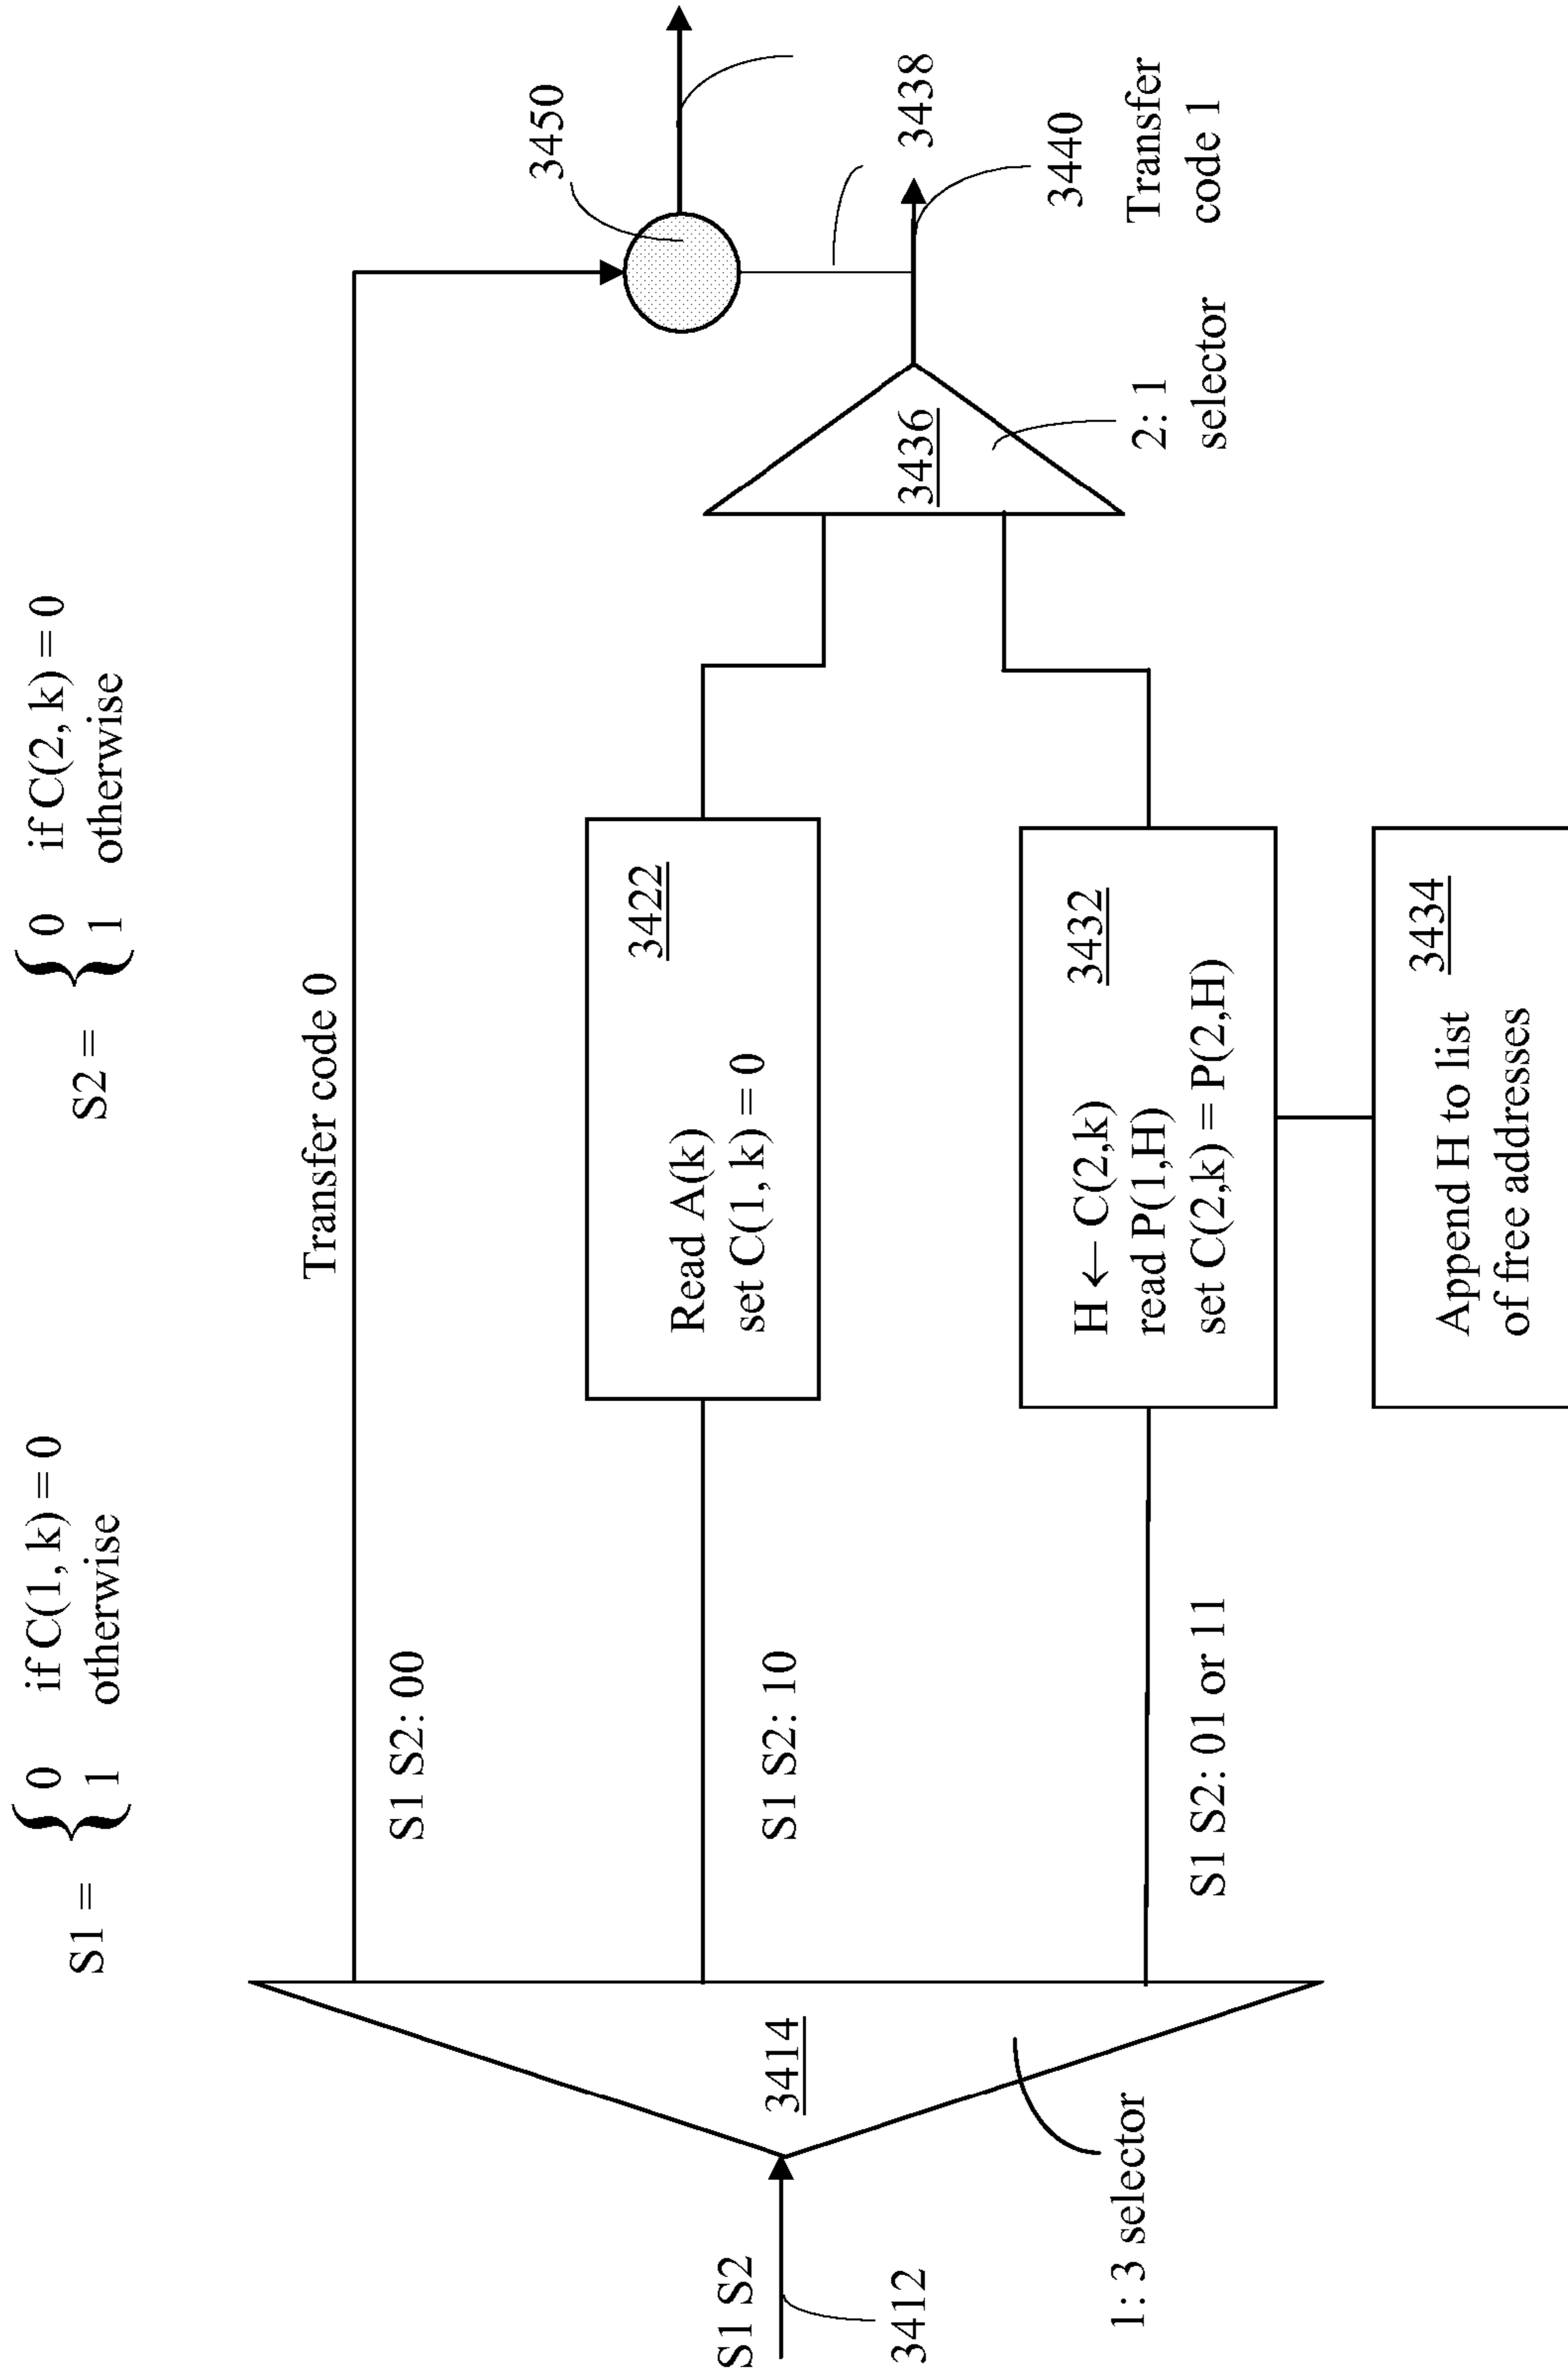 S1 = { 0 if C(1, k) = 0
1 otherwise
S2 = { 0 if C(2, k) = 0
1 otherwise
Transfer code 0
S1 S2: 00
3450
S1 S2
3412
3414
1: 3 selector
S1 S2: 10
3422
Read A(k)
set C(1, k) = 0
S1 S2: 01 or 11
3432
H ← C(2,k)
read P(1,H)
set C(2,k) = P(2,H)
3434
Append H to list
of free addresses
3436
2: 1
selector
3438
3440
Transfer
code 1